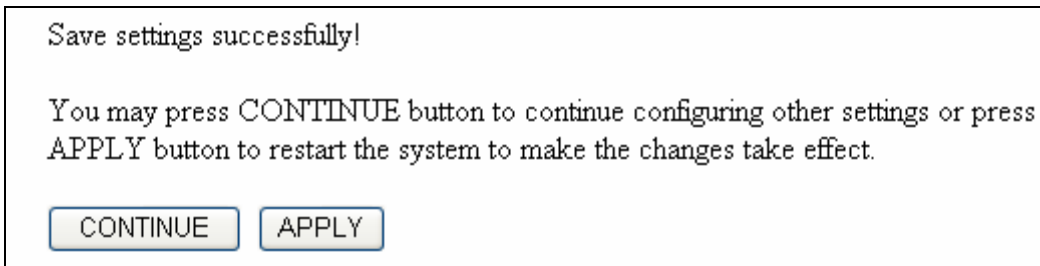 Save settings successfully!
You may press CONTINUE button to continue configuring other settings or press
APPLY button to restart the system to make the changes take effect.
CONTINUE APPLY